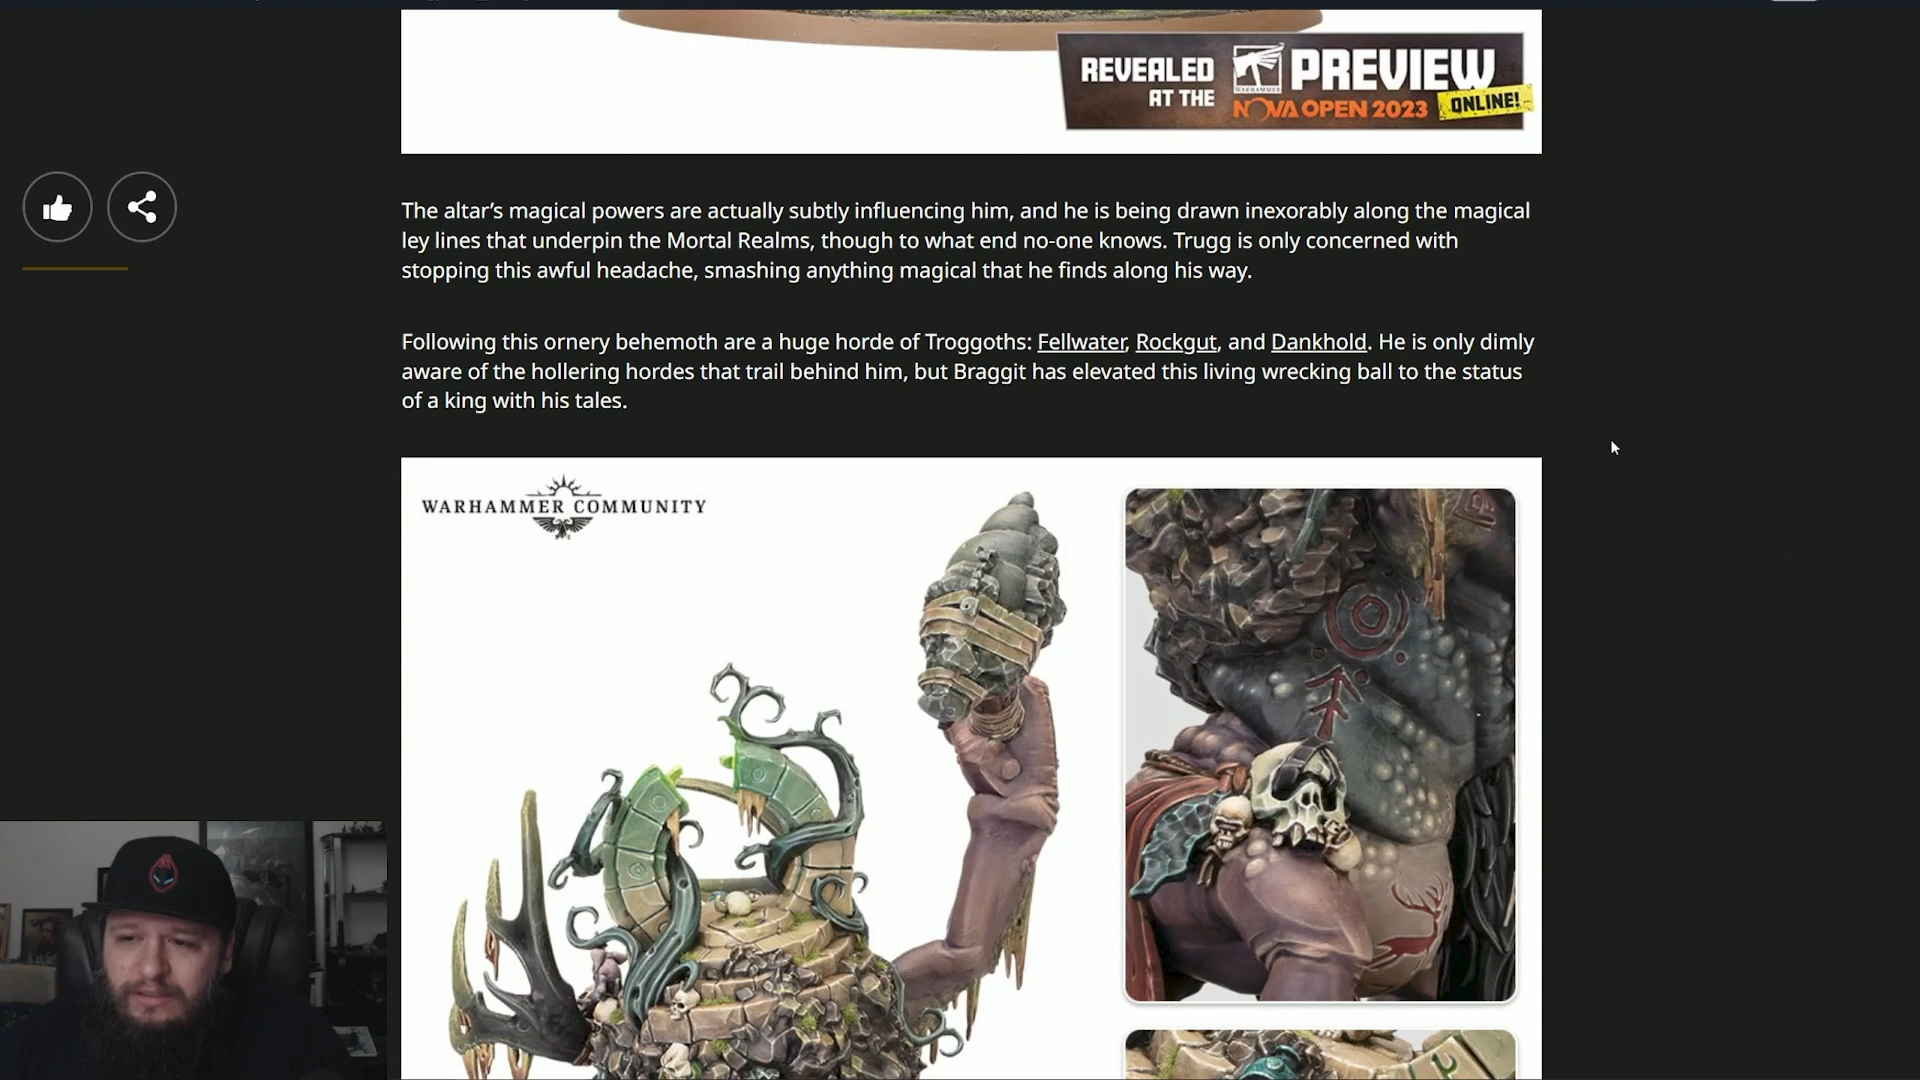 REVEALED
AT THE
WARHAMMER
PREVIEW
NOVA OPEN 2023
ONLINE!
The altar’s magical powers are actually subtly influencing him, and he is being drawn inexorably along the magical
ley lines that underpin the Mortal Realms, though to what end no-one knows. Trugg is only concerned with
stopping this awful headache, smashing anything magical that he finds along his way.
Following this ornery behemoth are a huge horde of Troggoths: Fellwater, Rockgut, and Dankhold. He is only dimly
aware of the hollering hordes that trail behind him, but Braggit has elevated this living wrecking ball to the status
of a king with his tales.
WARHAMMER COMMUNITY